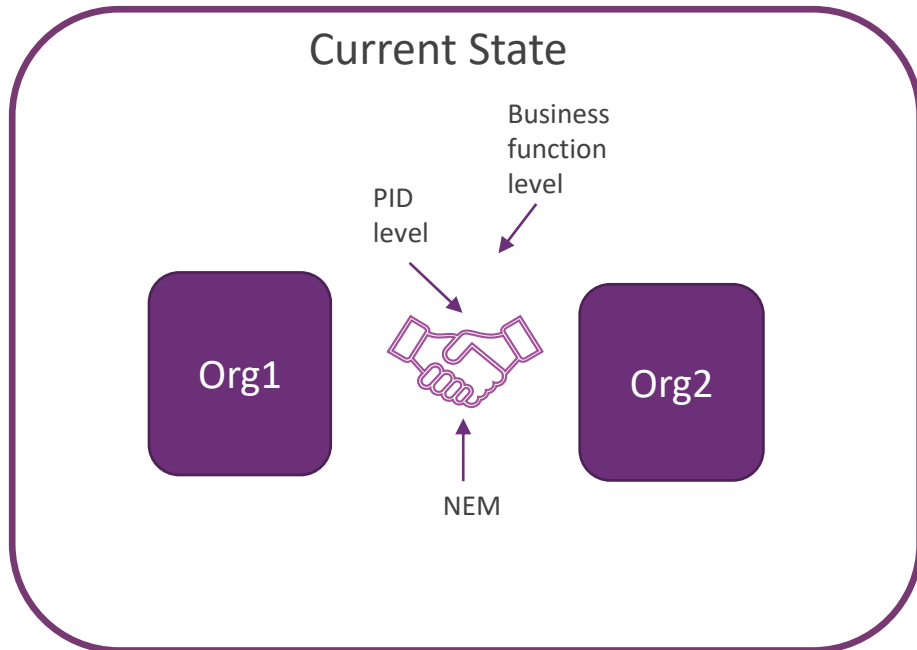 Current State
Business
function
level
PID
level
Org1
Org2
NEM